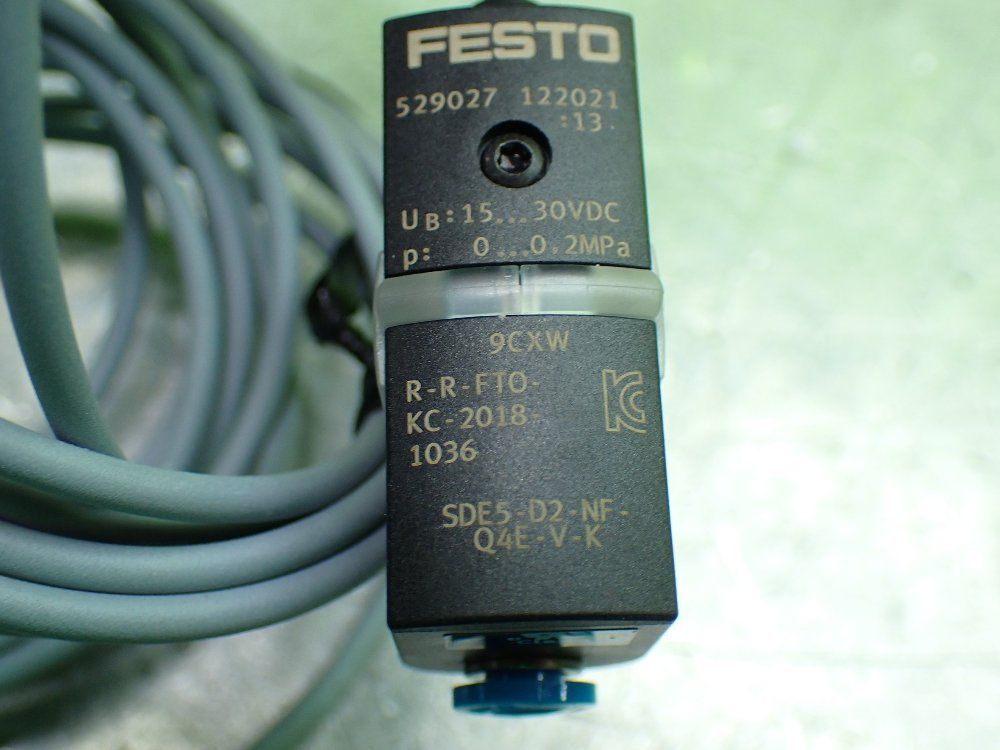 FESTO
529027 122021
:13.
UB:15...30VDC
p: 0...0,2MPa
9CXW
R-R-FTO-
KC-2018-
1036
KC
SDE5-D2-NF-
Q4E-V-K